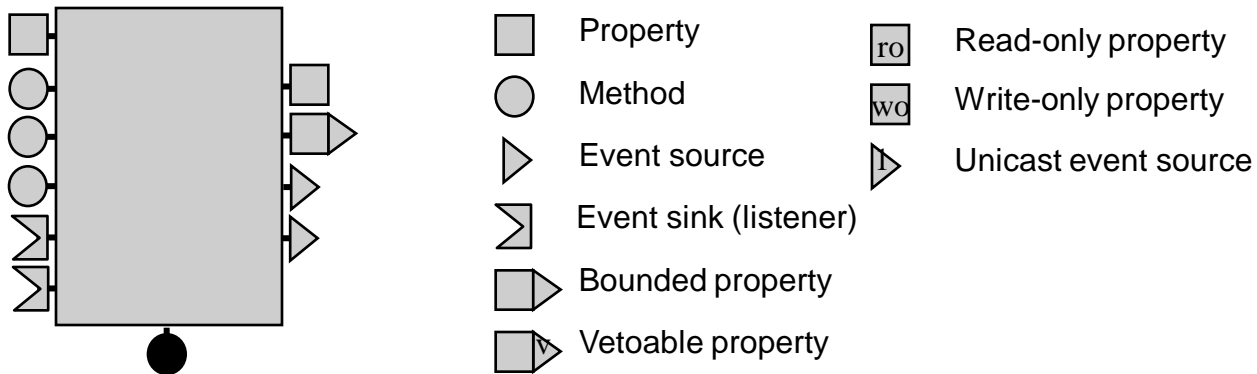 Property
Method
Event source
Event sink (listener)
Bounded property
v Vetoable property
ro Read-only property
wo Write-only property
1 Unicast event source